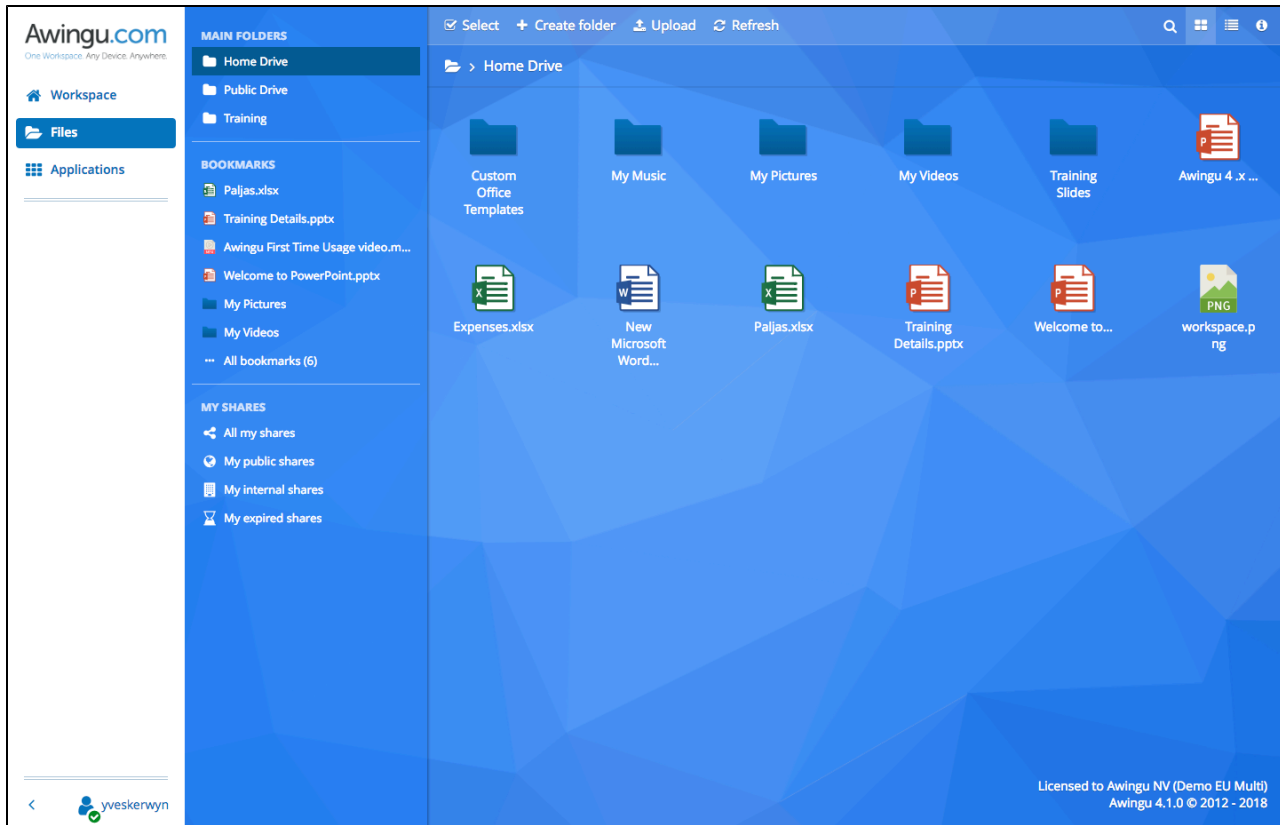 Awingu.com
One Workspace. Any Device. Anywhere.
Workspace
Files
Applications
yveskerwyn
MAIN FOLDERS
Home Drive
Public Drive
Training
BOOKMARKS
Paljas.xlsx
Training Details.pptx
Awingu First Time Usage video.m...
Welcome to PowerPoint.pptx
My Pictures
My Videos
All bookmarks (6)
MY SHARES
All my shares
My public shares
My internal shares
My expired shares
Select + Create folder Upload Refresh
> Home Drive
Custom
Office
Templates
My Music
My Pictures
My Videos
Training
Slides
P
Awingu 4 .x ...
X
Expenses.xlsx
W
New
Microsoft
Word...
X
Paljas.xlsx
P
Training
Details.pptx
P
Welcome to...
PNG
workspace.p
ng
Licensed to Awingu NV (Demo EU Multi)
Awingu 4.1.0 © 2012 - 2018